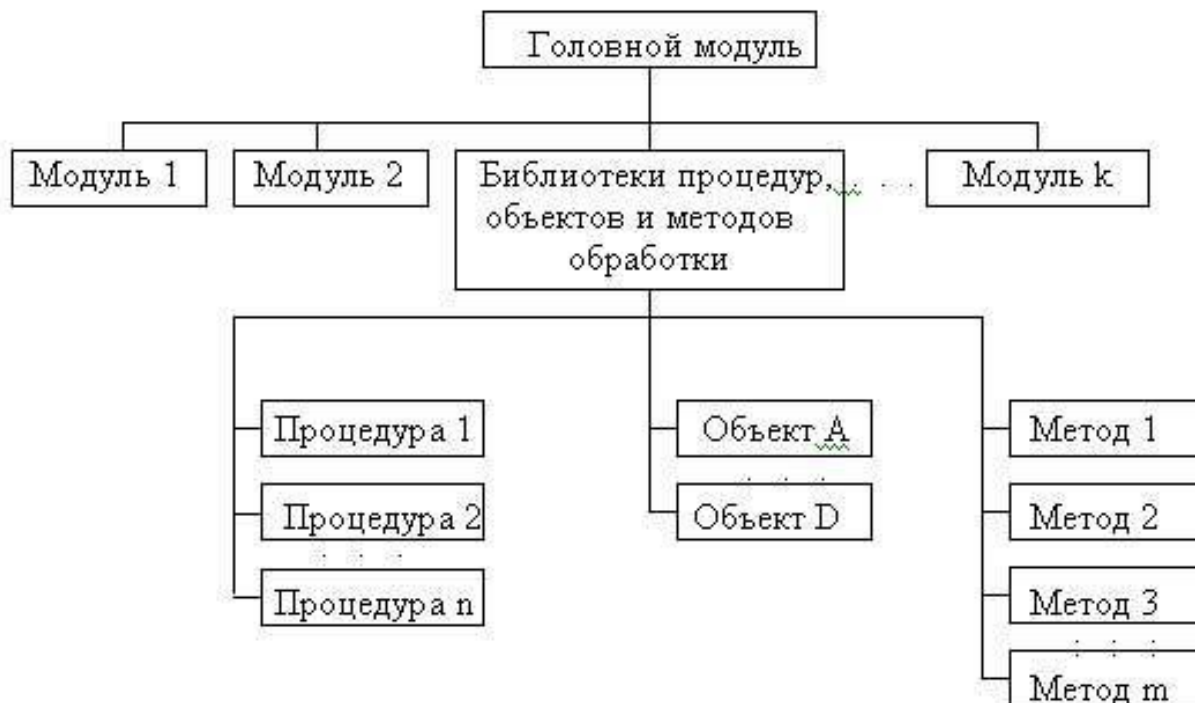 Головной модуль
Модуль 1
Модуль 2
Библиотеки процедур, . . .
объектов и методов
обработки
Модуль k
Процедура 1
Процедура 2
. . .
Процедура n
Объект A
. . .
Объект D
Метод 1
Метод 2
Метод 3
. . .
Метод m